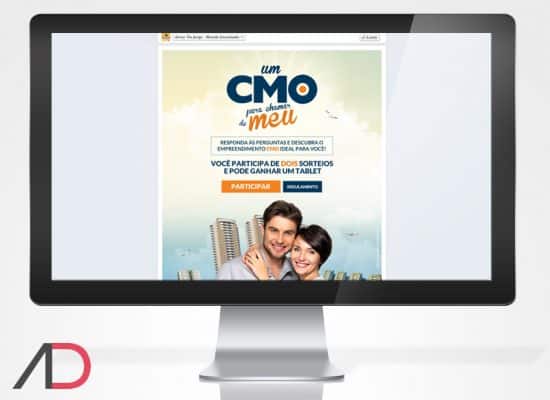 um
CMO
para chamar
de meu
RESPONDA ÀS PERGUNTAS E DESCUBRA O
EMPREENDIMENTO CMO IDEAL PARA VOCÊ!
VOCÊ PARTICIPA DE DOIS SORTEIOS
E PODE GANHAR UM TABLET
PARTICIPAR
REGULAMENTO
AD